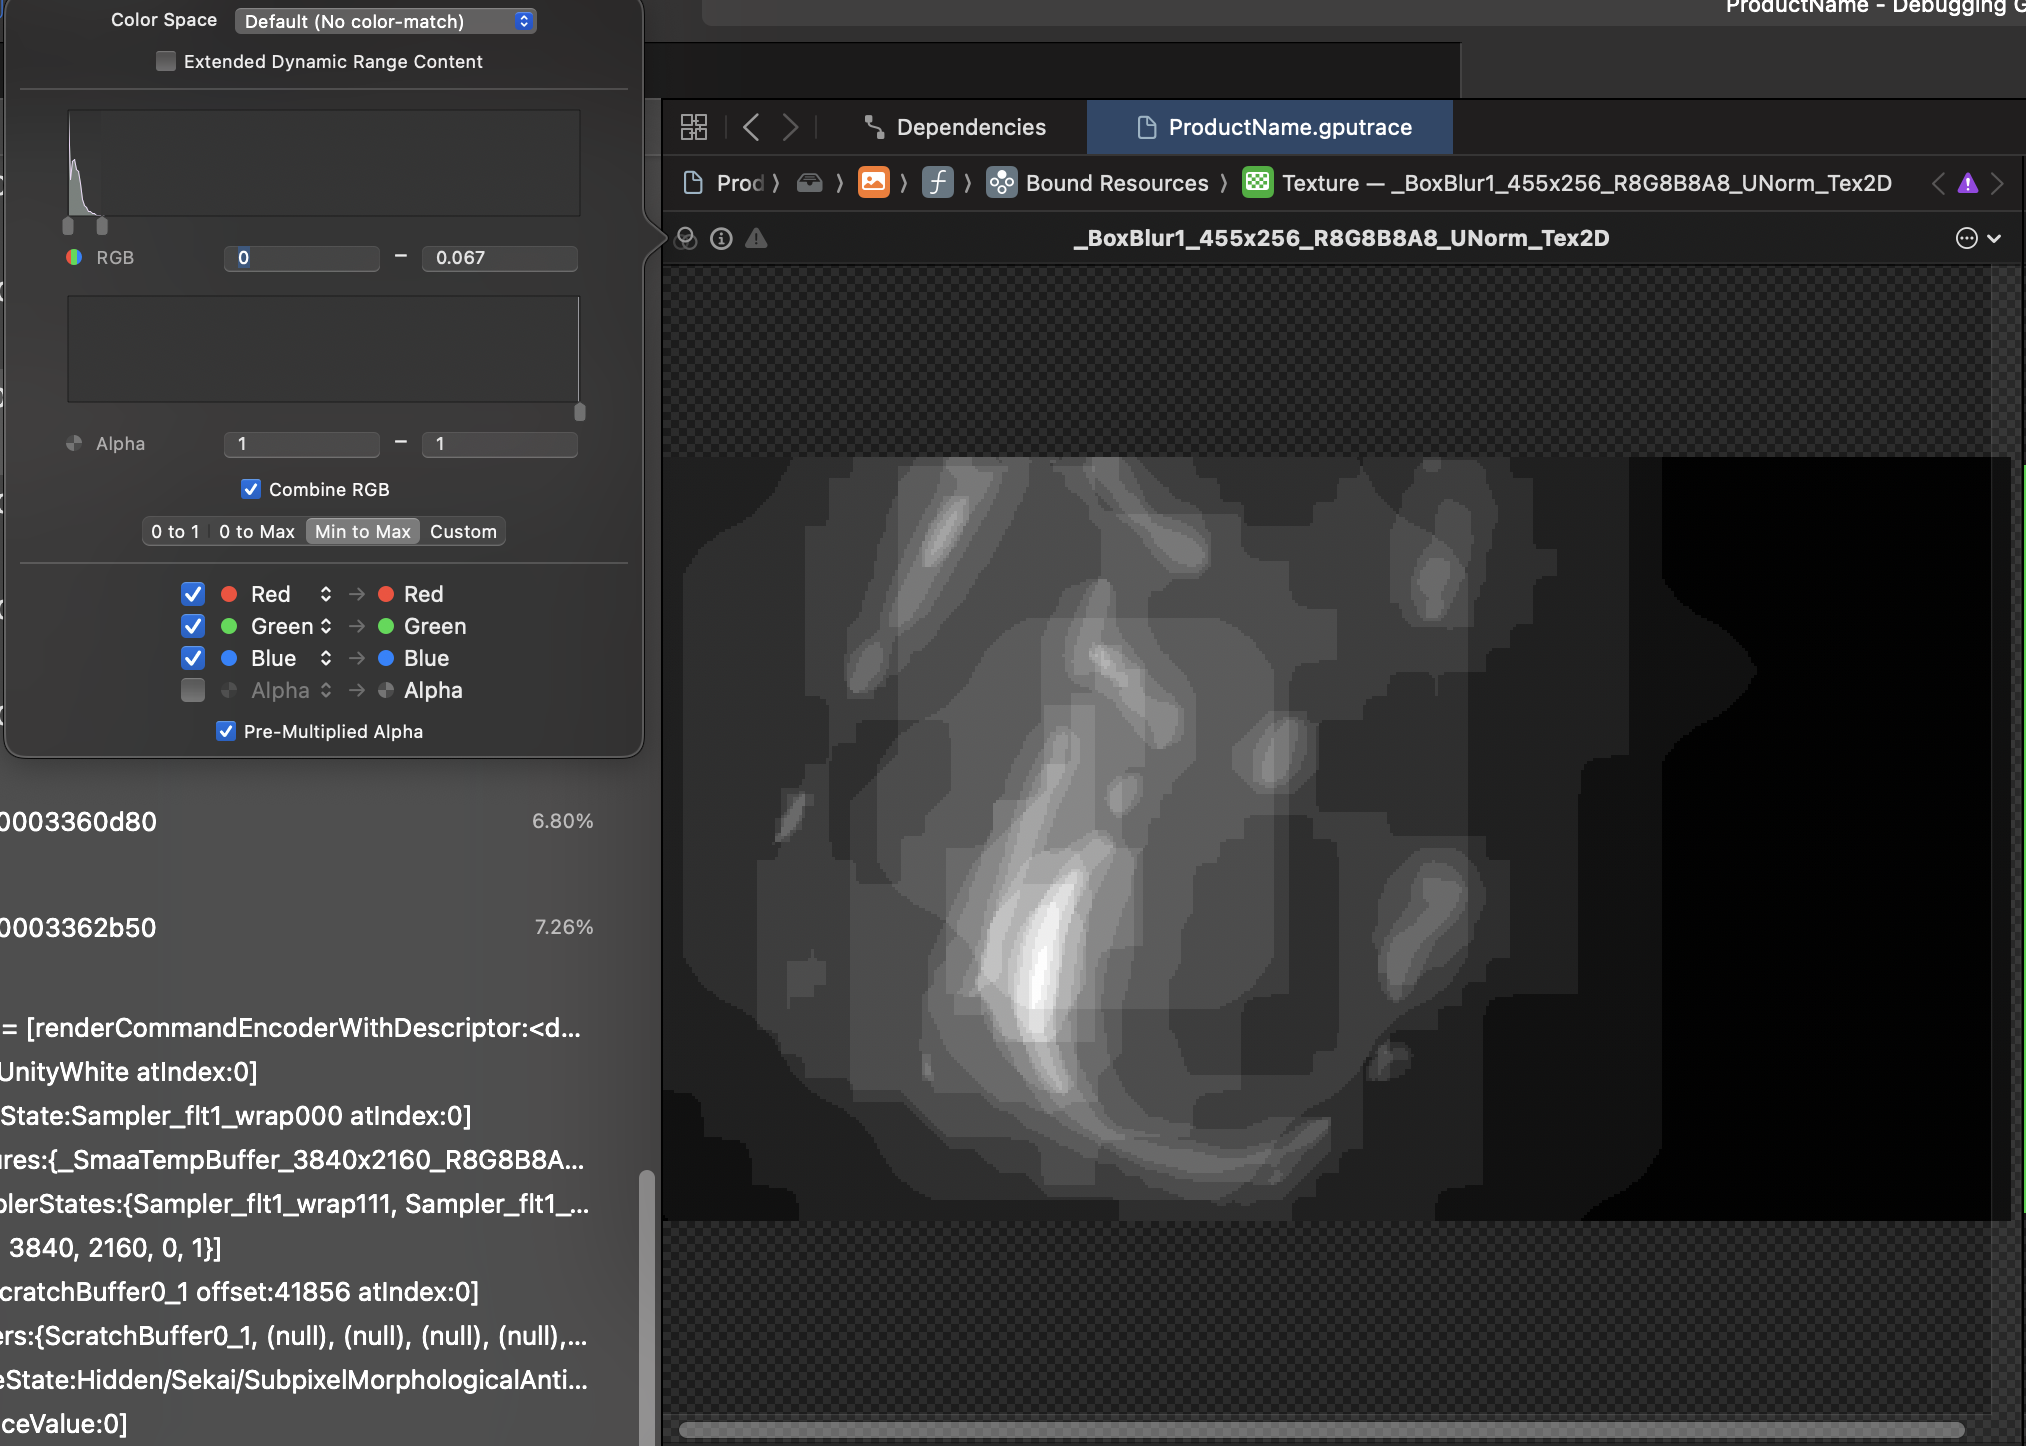 Color Space Default (No color-match)
Extended Dynamic Range Content
RGB 0 – 0.067
Alpha 1 – 1
Combine RGB
0 to 1 0 to Max Min to Max Custom
Red → Red
Green → Green
Blue → Blue
Alpha → Alpha
Pre-Multiplied Alpha
0003360d80 6.80%
0003362b50 7.26%
= [renderCommandEncoderWithDescriptor:<d...
UnityWhite atIndex:0]
State:Sampler_flt1_wrap000 atIndex:0]
ures:{_SmaaTempBuffer_3840x2160_R8G8B8A...
plerStates:{Sampler_flt1_wrap111, Sampler_flt1_...
3840, 2160, 0, 1}]
cratchBuffer0_1 offset:41856 atIndex:0]
ers:{ScratchBuffer0_1, (null), (null), (null), (null),...
eState:Hidden/Sekai/SubpixelMorphologicalAnti...
ceValue:0]
ProductName - Debugging G
Dependencies
ProductName.gputrace
Prod 〉 〉 〉 f 〉 Bound Resources 〉 Texture — _BoxBlur1_455x256_R8G8B8A8_UNorm_Tex2D
_BoxBlur1_455x256_R8G8B8A8_UNorm_Tex2D